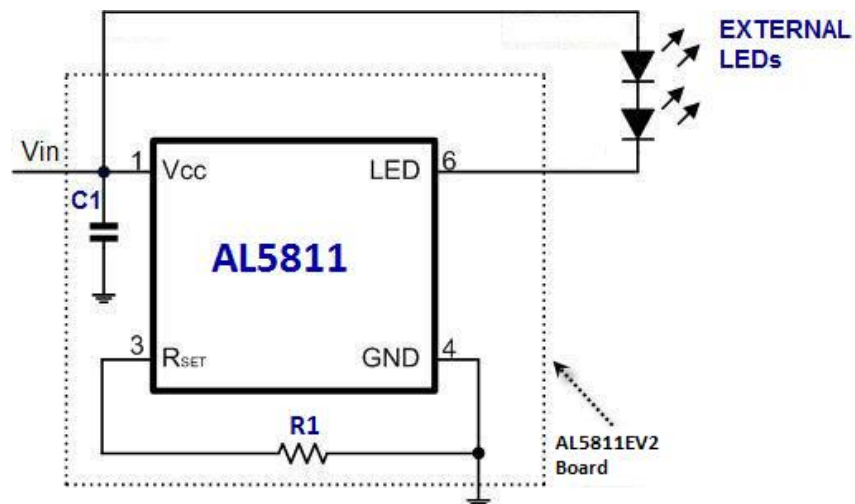 EXTERNAL
LEDs
Vin
1
Vcc
LED
6
C1
AL5811
3
RSET
GND
4
R1
AL5811EV2
Board